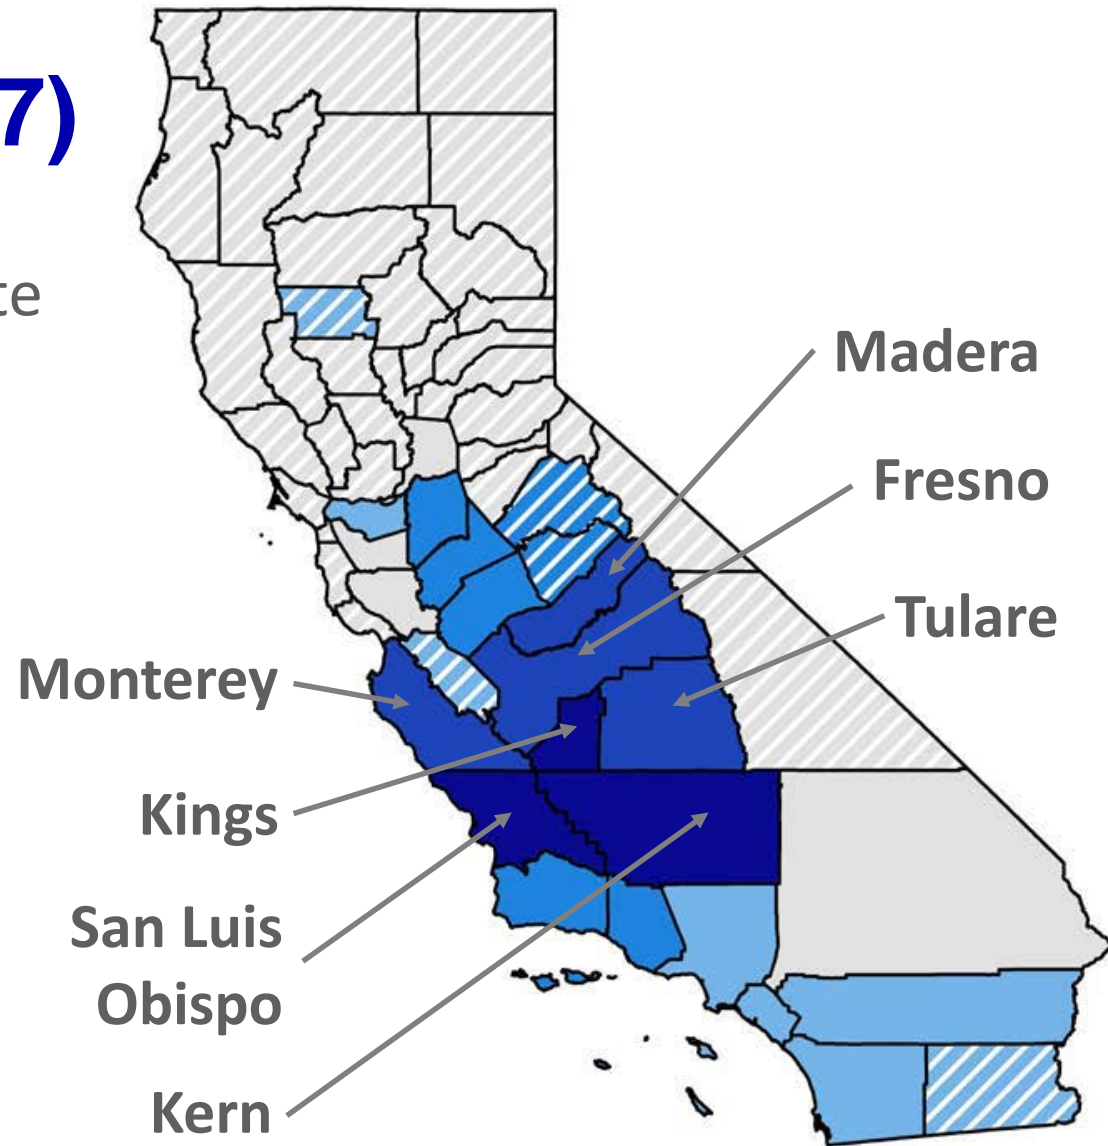 7)
te
Madera
Fresno
Tulare
Monterey
Kings
San Luis
Obispo
Kern